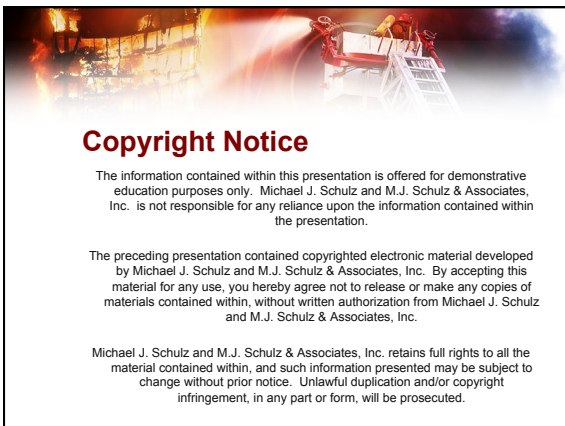 Copyright Notice
The information contained within this presentation is offered for demonstrative
education purposes only. Michael J. Schulz and M.J. Schulz & Associates,
Inc. is not responsible for any reliance upon the information contained within
the presentation.
The preceding presentation contained copyrighted electronic material developed
by Michael J. Schulz and M.J. Schulz & Associates, Inc. By accepting this
material for any use, you hereby agree not to release or make any copies of
materials contained within, without written authorization from Michael J. Schulz
and M.J. Schulz & Associates, Inc.
Michael J. Schulz and M.J. Schulz & Associates, Inc. retains full rights to all the
material contained within, and such information presented may be subject to
change without prior notice. Unlawful duplication and/or copyright
infringement, in any part or form, will be prosecuted.